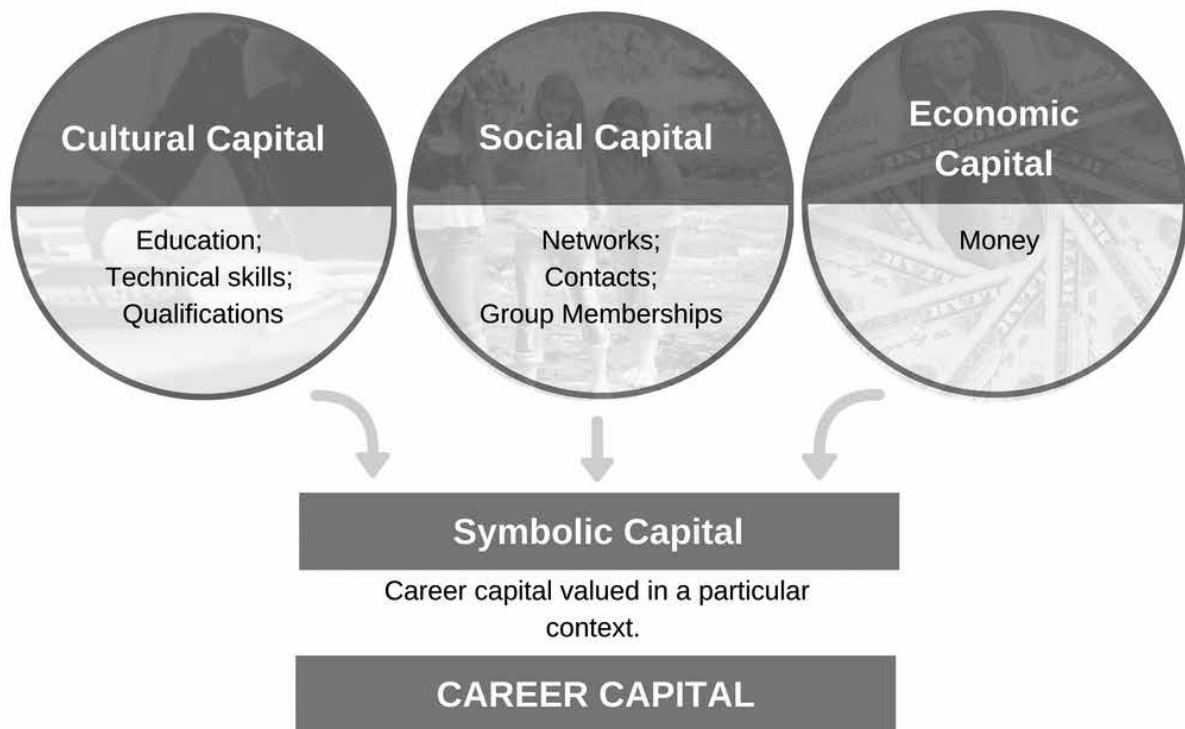 Cultural Capital
Education;
Technical skills;
Qualifications
Social Capital
Networks;
Contacts;
Group Memberships
Economic
Capital
Money
Symbolic Capital
Career capital valued in a particular
context.
CAREER CAPITAL